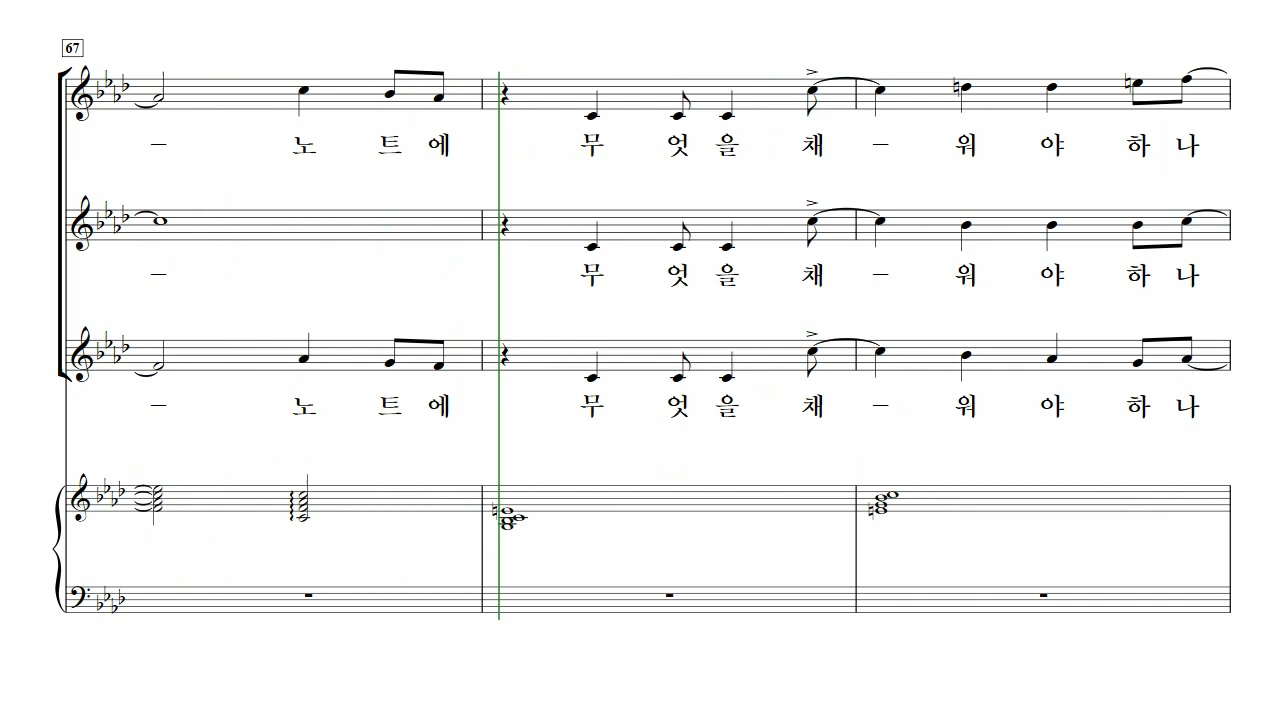 67
– 노 트 에 무 엇 을 채 – 워 야 하 나
– 무 엇 을 채 – 워 야 하 나
– 노 트 에 무 엇 을 채 – 워 야 하 나